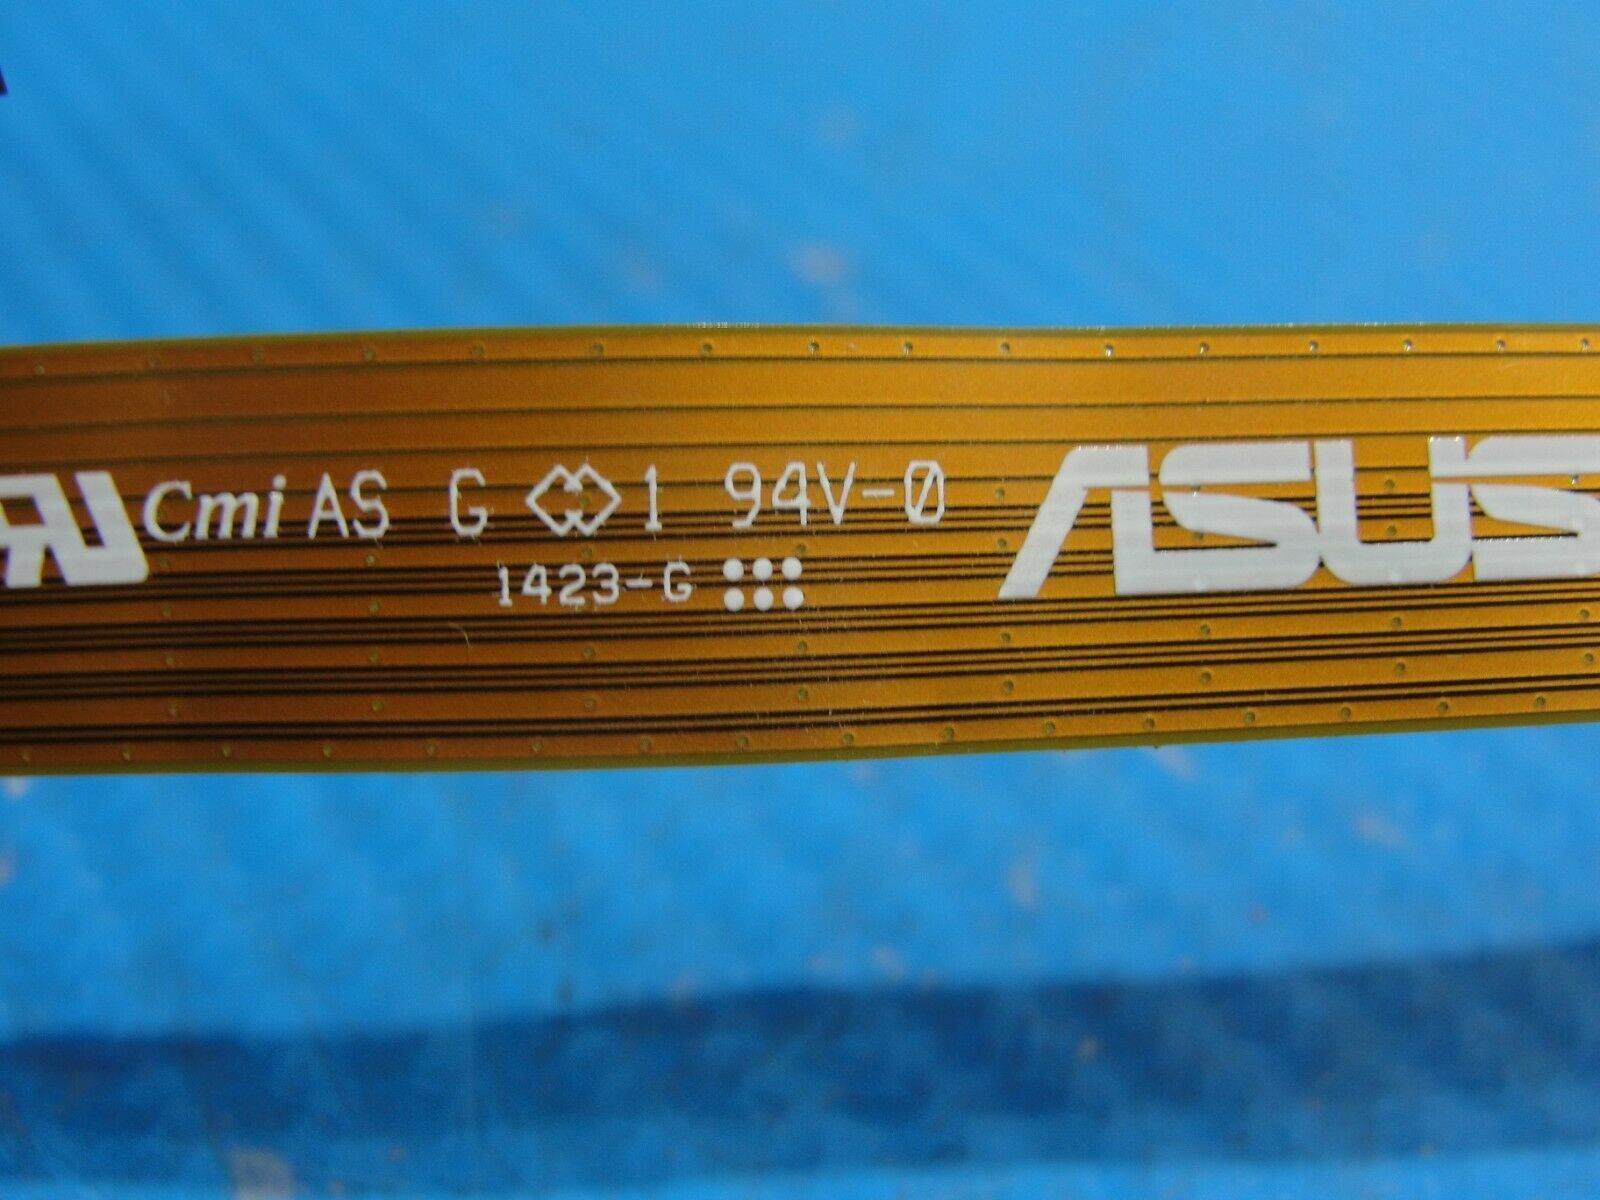 Cmi AS G 1 94V-0 ASUS
1423-G